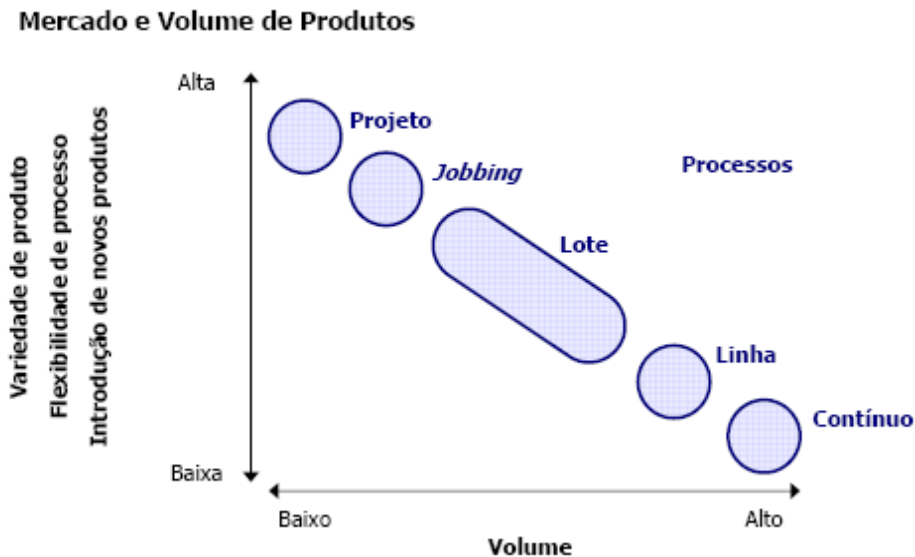 Mercado e Volume de Produtos
Alta
Projeto
Jobbing
Processos
Lote
Linha
Contínuo
Variedade de produto
Flexibilidade de processo
Introdução de novos produtos
Baixa
Baixo
Alto
Volume